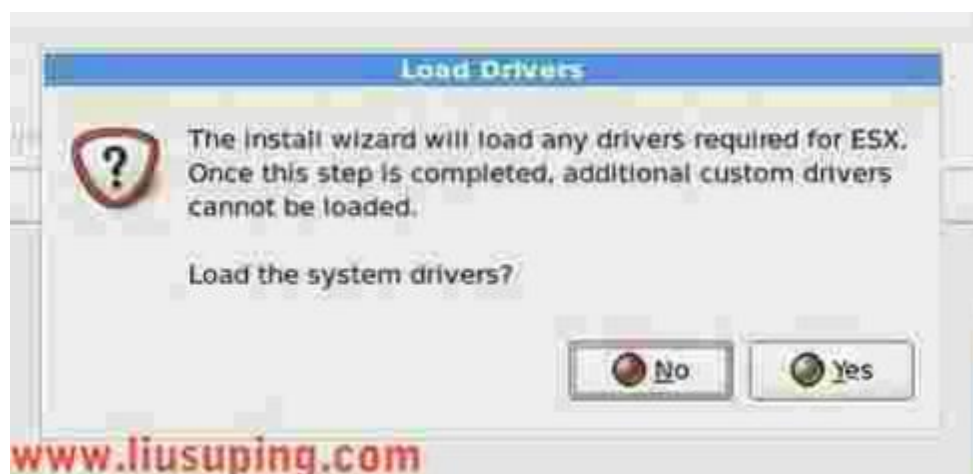 Load Drivers
The install wizard will load any drivers required for ESX.
Once this step is completed, additional custom drivers
cannot be loaded.
Load the system drivers?
No
Yes
www.liusuping.com